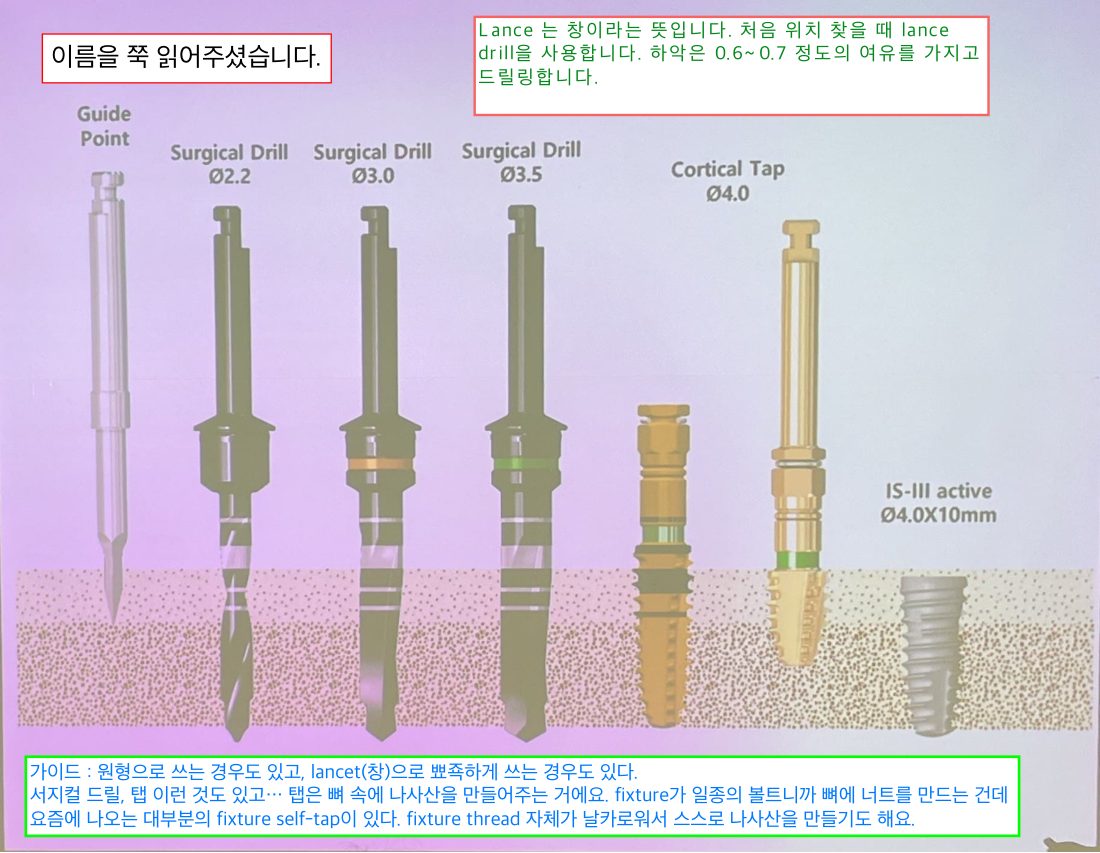 이름을 쭉 읽어주셨습니다.
Lance 는 창이라는 뜻입니다. 처음 위치 찾을 때 lance
drill을 사용합니다. 하악은 0.6~0.7 정도의 여유를 가지고
드릴링합니다.
Guide
Point
Surgical Drill
Ø2.2
Surgical Drill
Ø3.0
Surgical Drill
Ø3.5
Cortical Tap
Ø4.0
IS-III active
Ø4.0X10mm
가이드 : 원형으로 쓰는 경우도 있고, lancet(창)으로 뾰죡하게 쓰는 경우도 있다.
서지컬 드릴, 탭 이런 것도 있고… 탭은 뼈 속에 나사산을 만들어주는 거에요. fixture가 일종의 볼트니까 뼈에 너트를 만드는 건데
요즘에 나오는 대부분의 fixture self-tap이 있다. fixture thread 자체가 날카로워서 스스로 나사산을 만들기도 해요.